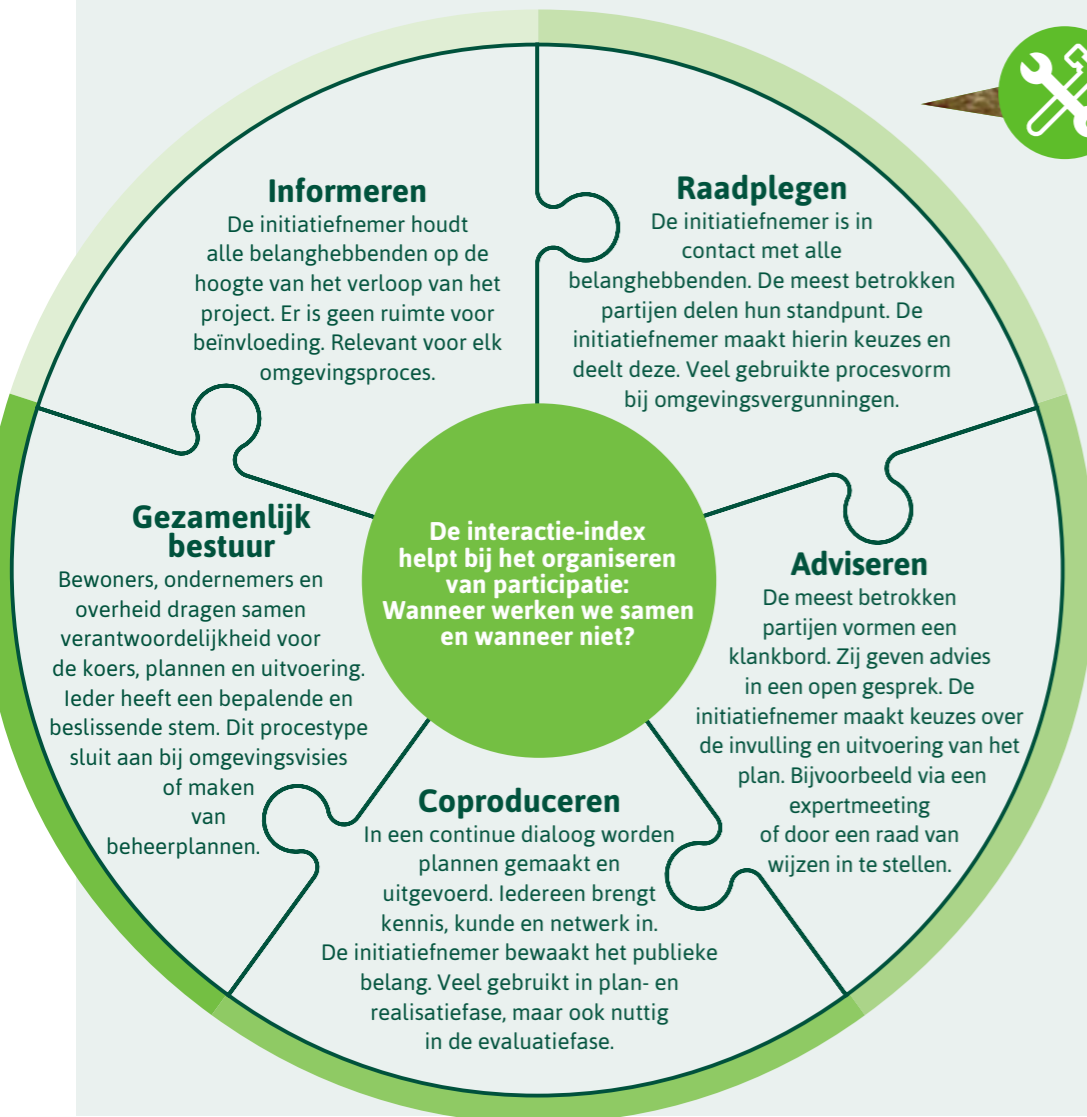 Informeren
De initiatiefnemer houdt
alle belanghebbenden op de
hoogte van het verloop van het
project. Er is geen ruimte voor
beïnvloeding. Relevant voor elk
omgevingsproces.
Raadplegen
De initiatiefnemer is in
contact met alle
belanghebbenden. De meest betrokken
partijen delen hun standpunt. De
initiatiefnemer maakt hierin keuzes en
deelt deze. Veel gebruikte procesvorm
bij omgevingsvergunningen.
Adviseren
De meest betrokken
partijen vormen een
klankbord. Zij geven advies
in een open gesprek. De
initiatiefnemer maakt keuzes over
de invulling en uitvoering van het
plan. Bijvoorbeeld via een
expertmeeting
of door een raad van
wijzen in te stellen.
Coproduceren
In een continue dialoog worden
plannen gemaakt en
uitgevoerd. Iedereen brengt
kennis, kunde en netwerk in.
De initiatiefnemer bewaakt het publieke
belang. Veel gebruikt in plan- en
realisatiefase, maar ook nuttig
in de evaluatiefase.
Gezamenlijk
bestuur
Bewoners, ondernemers en
overheid dragen samen
verantwoordelijkheid voor
de koers, plannen en uitvoering.
Ieder heeft een bepalende en
beslissende stem. Dit procestype
sluit aan bij omgevingsvisies
of maken
van
beheerplannen.
De interactie-index
helpt bij het organiseren
van participatie:
Wanneer werken we samen
en wanneer niet?